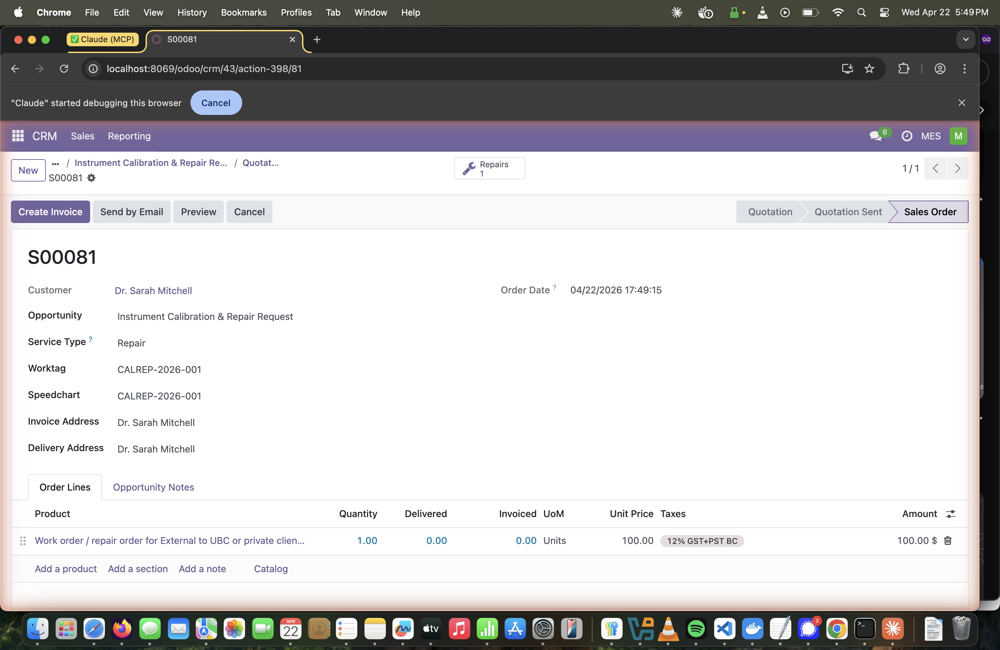 Chrome File Edit View History Bookmarks Profiles Tab Window Help Wed Apr 22 5:49 PM
Claude (MCP) S00081
localhost:8069/odoo/crm/43/action-398/81
"Claude" started debugging this browser Cancel
CRM Sales Reporting 6 MES M
New ... / Instrument Calibration & Repair Re... / Quotat...
S00081
Repairs
1
1 / 1
Create Invoice Send by Email Preview Cancel Quotation Quotation Sent Sales Order
S00081
Customer Dr. Sarah Mitchell Order Date ? 04/22/2026 17:49:15
Opportunity Instrument Calibration & Repair Request
Service Type ? Repair
Worktag CALREP-2026-001
Speedchart CALREP-2026-001
Invoice Address Dr. Sarah Mitchell
Delivery Address Dr. Sarah Mitchell
Order Lines Opportunity Notes
Product Quantity Delivered Invoiced UoM Unit Price Taxes Amount
Work order / repair order for External to UBC or private clien... 1.00 0.00 0.00 Units 100.00 12% GST+PST BC 100.00 $
Add a product Add a section Add a note Catalog
APR
22
tv
3